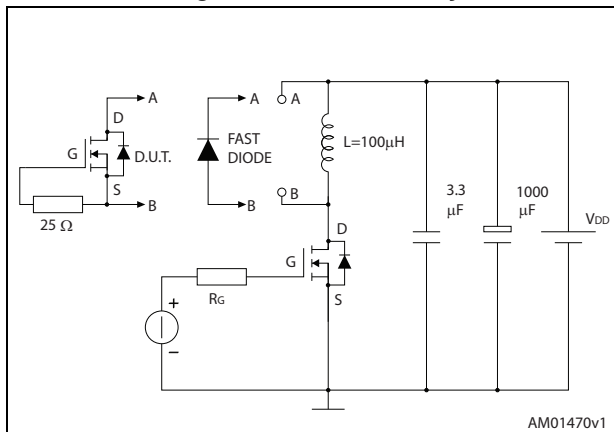 A
A
A
D
G
D.U.T.
FAST
DIODE
L=100μH
S
B
B
B
25 Ω
3.3
μF
1000
μF
VDD
D
G
S
RG
+
−
AM01470v1